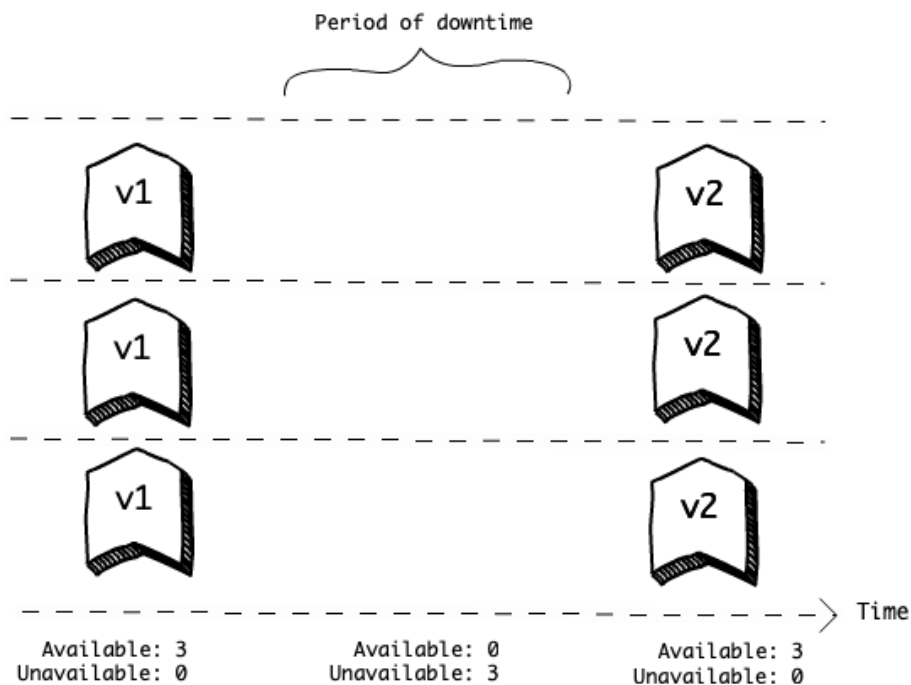 Period of downtime
v1
v2
v1
v2
v1
v2
Time
Available: 3
Unavailable: 0
Available: 0
Unavailable: 3
Available: 3
Unavailable: 0